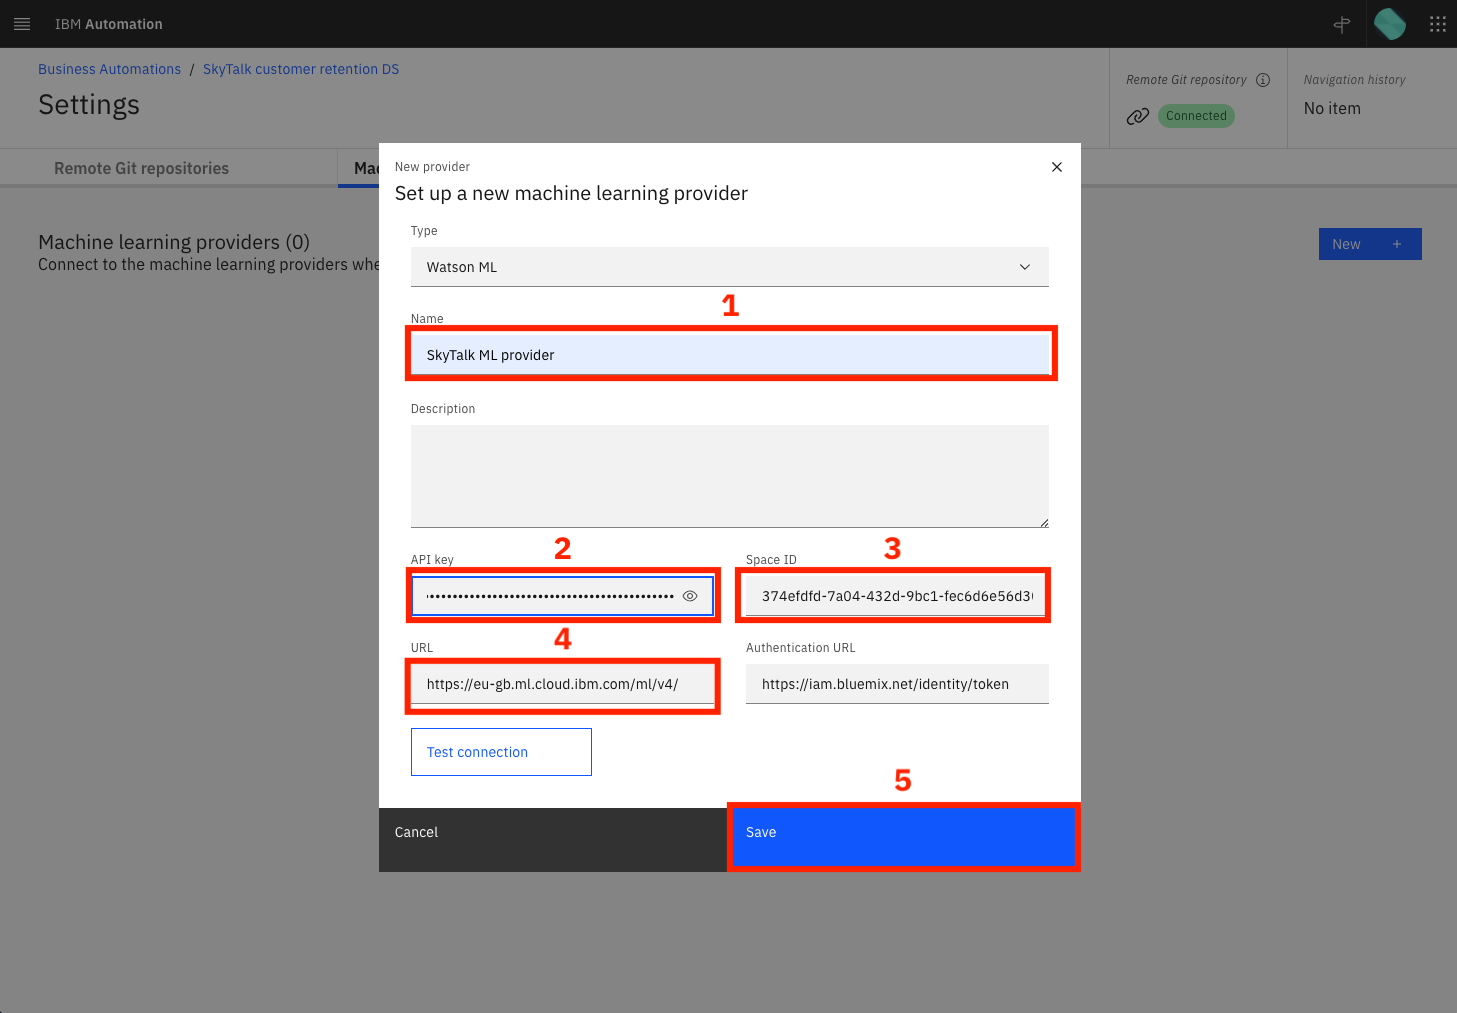 IBM Automation
Business Automations / SkyTalk customer retention DS
Settings
Remote Git repository
Connected
Navigation history
No item
Remote Git repositories
Machine learning providers (0)
Connect to the machine learning providers
New +
New provider
Set up a new machine learning provider
Type
Watson ML
1
Name
SkyTalk ML provider
Description
2
API key
3
Space ID
374efdfd-7a04-432d-9bc1-fec6d6e56d3
4
URL
https://eu-gb.ml.cloud.ibm.com/ml/v4/
Authentication URL
https://iam.bluemix.net/identity/token
Test connection
5
Cancel
Save